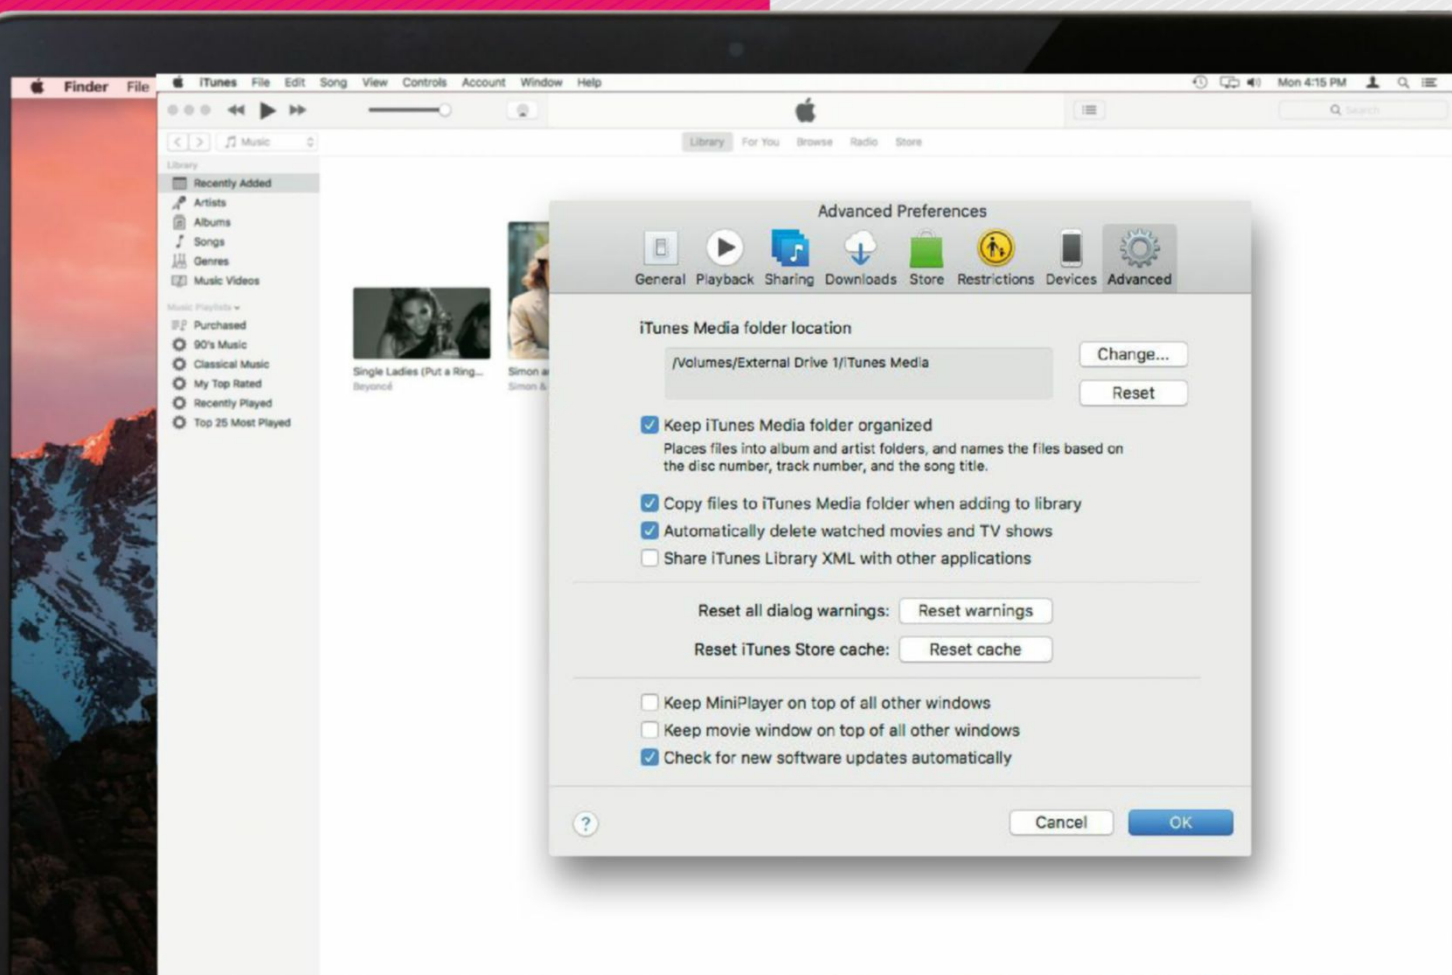 Finder File
iTunes File Edit Song View Controls Account Window Help
Mon 4:15 PM
Search
Music
Library For You Browse Radio Store
Library
Recently Added
Artists
Albums
Songs
Genres
Music Videos
Music Playlists
Purchased
90's Music
Classical Music
My Top Rated
Recently Played
Top 25 Most Played
Single Ladies (Put a Ring...
Beyoncé
Simon
Simon &
Advanced Preferences
General Playback Sharing Downloads Store Restrictions Devices Advanced
iTunes Media folder location
/Volumes/External Drive 1/iTunes Media
Change...
Reset
Keep iTunes Media folder organized
Places files into album and artist folders, and names the files based on
the disc number, track number, and the song title.
Copy files to iTunes Media folder when adding to library
Automatically delete watched movies and TV shows
Share iTunes Library XML with other applications
Reset all dialog warnings: Reset warnings
Reset iTunes Store cache: Reset cache
Keep MiniPlayer on top of all other windows
Keep movie window on top of all other windows
Check for new software updates automatically
?
Cancel OK